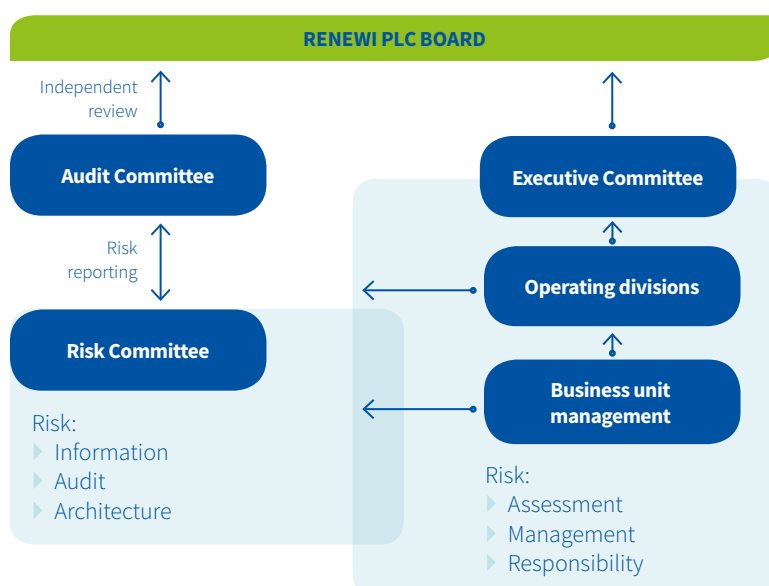 RENEWI PLC BOARD
Independent
review
Audit Committee
Executive Committee
Risk
reporting
Operating divisions
Risk Committee
Business unit
management
Risk:
Information
Audit
Architecture
Risk:
Assessment
Management
Responsibility